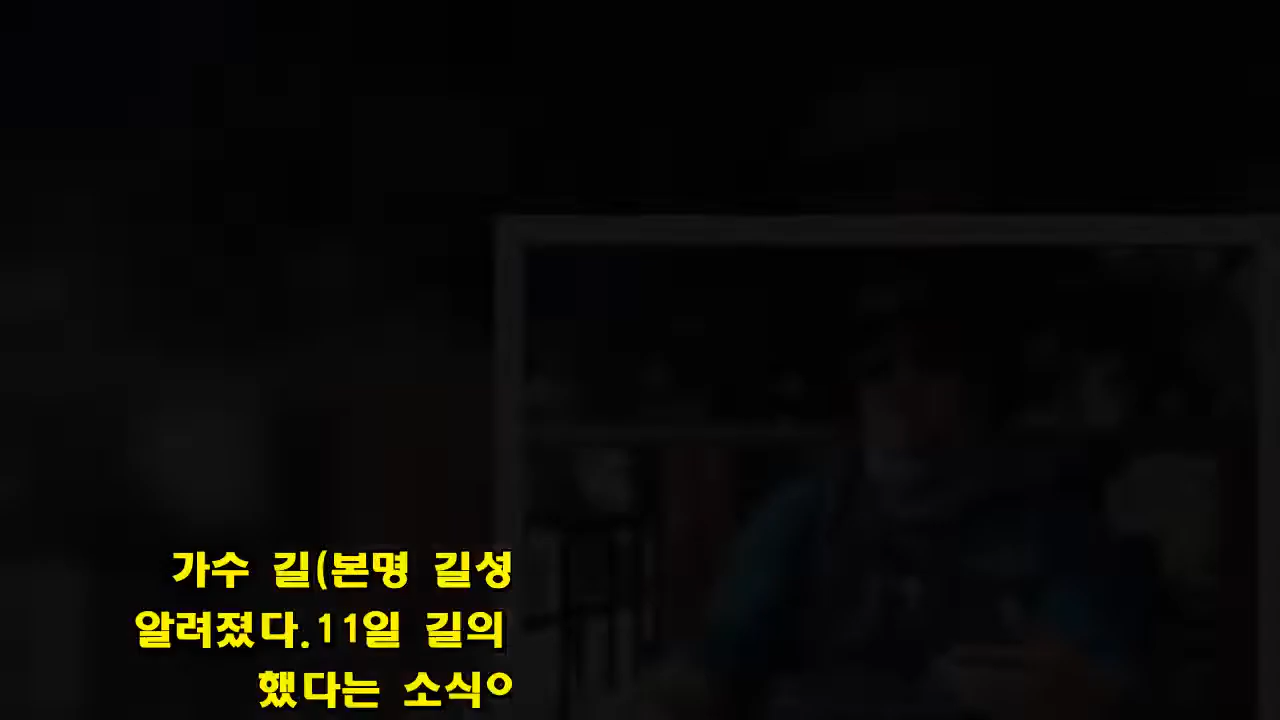 가수 길(본명 길성
알려졌다.11일 길의
했다는 소식